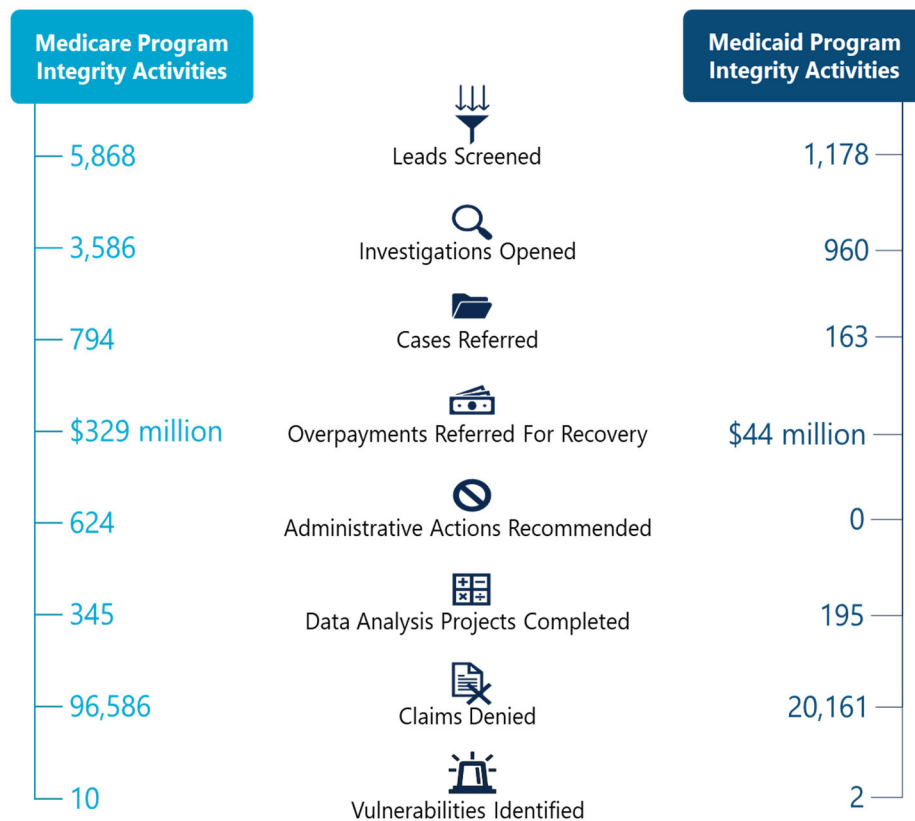 Medicare Program
Integrity Activities
Medicaid Program
Integrity Activities
5,868
Leads Screened
1,178
3,586
Investigations Opened
960
794
Cases Referred
163
$329 million
Overpayments Referred For Recovery
$44 million
624
Administrative Actions Recommended
0
345
Data Analysis Projects Completed
195
96,586
Claims Denied
20,161
10
Vulnerabilities Identified
2